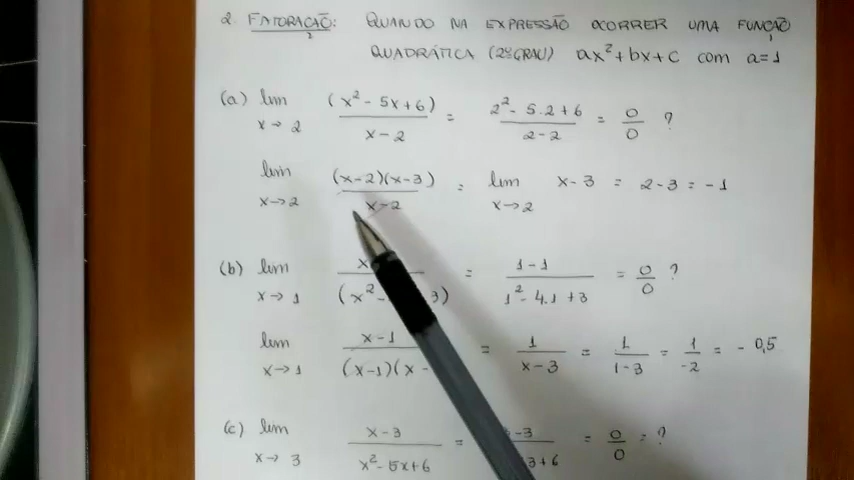 2. FATORAÇÃO: QUANDO NA EXPRESSÃO OCORRER UMA FUNÇÃO
QUADRÁTICA (2º GRAU) ax² + bx + c com a = 1
(a) lim x→2 (x² - 5x + 6)/(x - 2) = (2² - 5.2 + 6)/(2 - 2) = 0/0 ?
lim x→2 (x-2)(x-3)/(x-2) = lim x→2 x - 3 = 2 - 3 = -1
(b) lim x→1 = (1 - 1)/(1² - 4.1 + 3) = 0/0 ?
lim x→1 (x-1)/(x-1)(x- = 1/(x-3) = 1/(1-3) = 1/-2 = -0,5
(c) lim x→3 (x-3)/(x² - 5x + 6) = -3/3+6 = 0/0 = ?